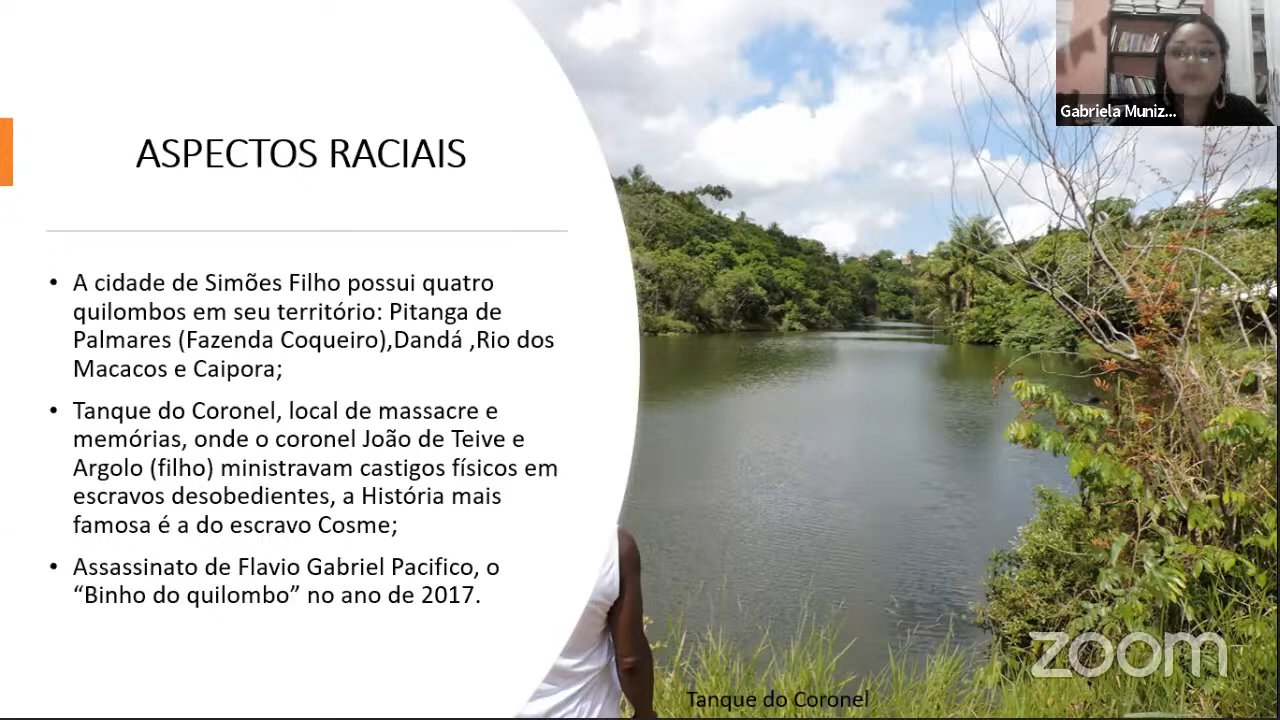 ASPECTOS RACIAIS
• A cidade de Simões Filho possui quatro
quilombos em seu território: Pitanga de
Palmares (Fazenda Coqueiro),Dandá ,Rio dos
Macacos e Caipora;
• Tanque do Coronel, local de massacre e
memórias, onde o coronel João de Teive e
Argolo (filho) ministravam castigos físicos em
escravos desobedientes, a História mais
famosa é a do escravo Cosme;
• Assassinato de Flavio Gabriel Pacifico, o
“Binho do quilombo” no ano de 2017.
Gabriela Muniz...
zoom
Tanque do Coronel